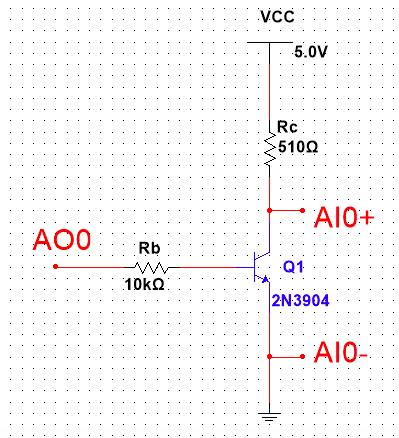 VCC
5.0V
Rc
510Ω
AI0+
AO0
Rb
10kΩ
Q1
2N3904
AI0-